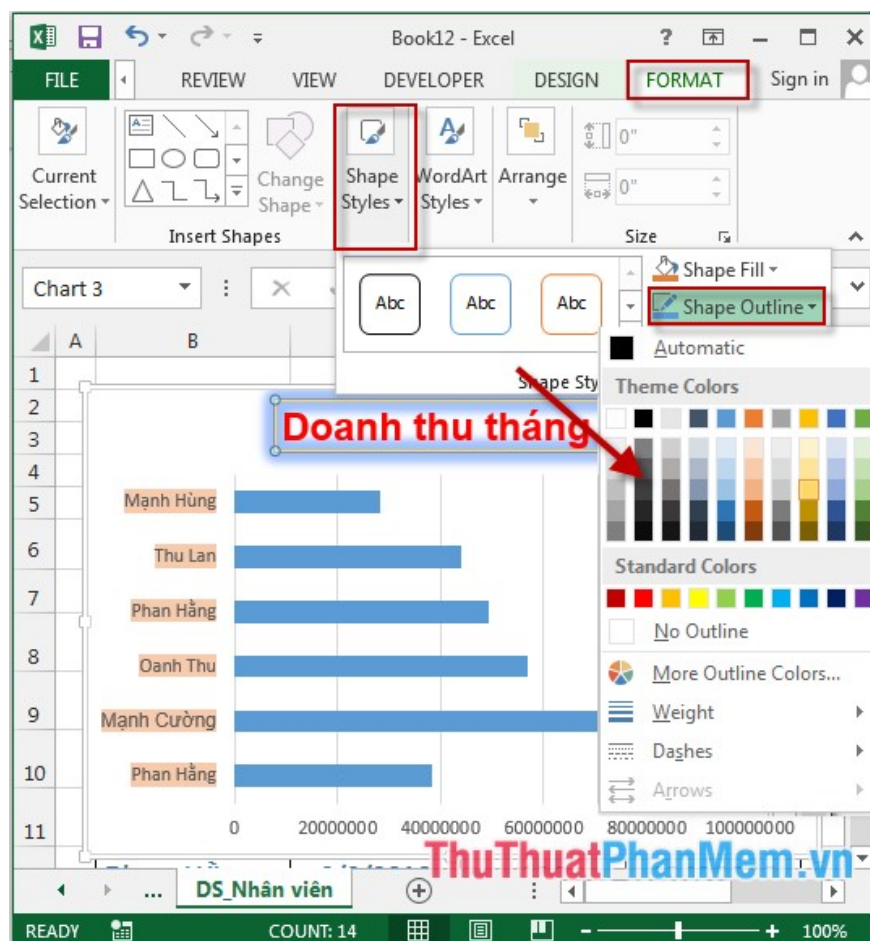 Book12 - Excel
?
FILE REVIEW VIEW DEVELOPER DESIGN FORMAT Sign in
Current Selection
Insert Shapes
Change Shape
Shape Styles
WordArt Styles
Arrange
0"
0"
Size
Chart 3
Abc Abc Abc
Shape Fill
Shape Outline
Shape Sty
Automatic
Theme Colors
Standard Colors
No Outline
More Outline Colors...
Weight
Dashes
Arrows
A B
1
2
3
4
5
6
7
8
9
10
11
Doanh thu tháng
Mạnh Hùng
Thu Lan
Phan Hằng
Oanh Thu
Mạnh Cường
Phan Hằng
0 20000000 40000000 60000000 80000000 100000000
ThuThuatPhanMem.vn
... DS_Nhân viên
READY COUNT: 14 100%